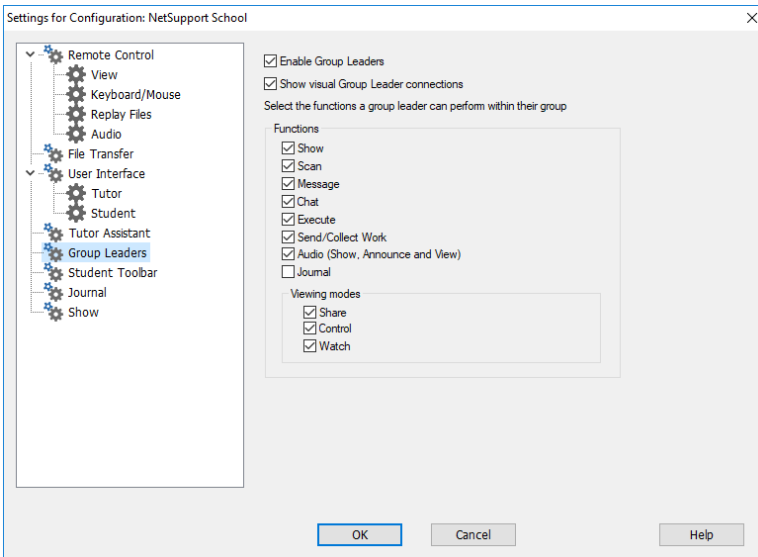 Settings for Configuration: NetSupport School
Remote Control
View
Keyboard/Mouse
Replay Files
Audio
File Transfer
User Interface
Tutor
Student
Tutor Assistant
Group Leaders
Student Toolbar
Journal
Show
Enable Group Leaders
Show visual Group Leader connections
Select the functions a group leader can perform within their group
Functions
Show
Scan
Message
Chat
Execute
Send/Collect Work
Audio (Show, Announce and View)
Journal
Viewing modes
Share
Control
Watch
OK
Cancel
Help